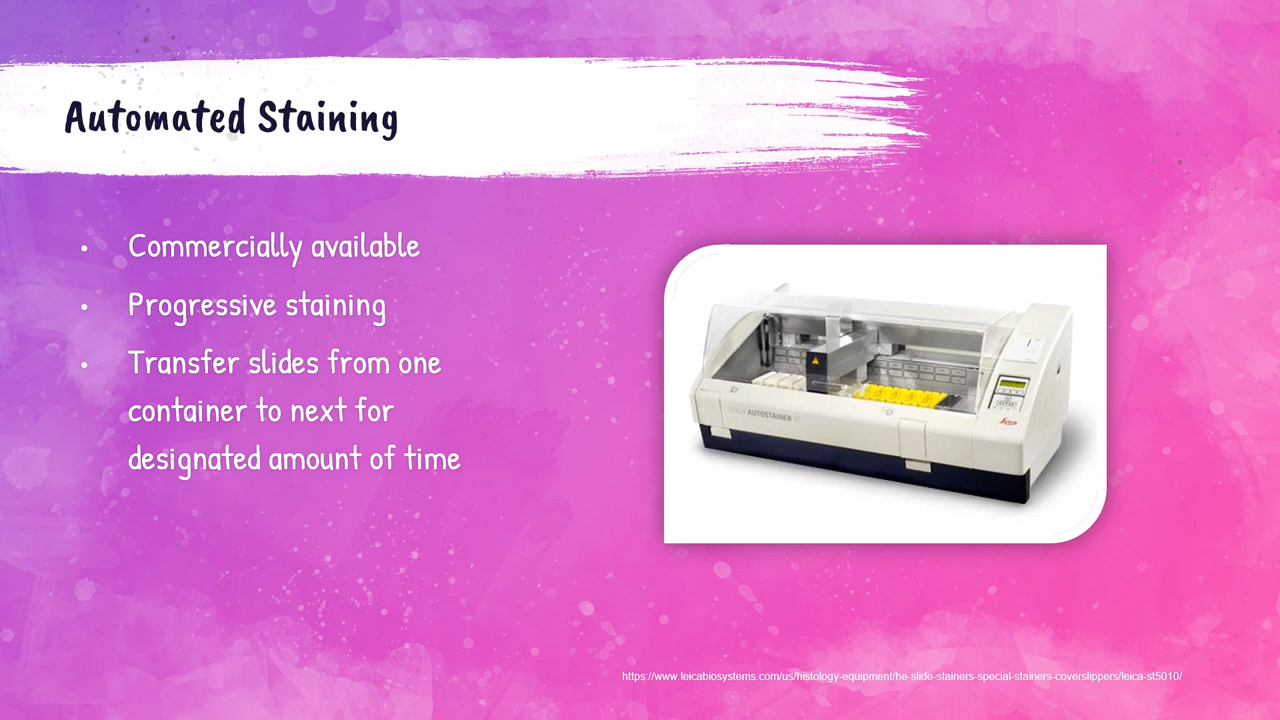 Automated Staining
• Commercially available
• Progressive staining
• Transfer slides from one
container to next for
designated amount of time
LEICA AUTOSTAINER XL
Leica
https://www.leicabiosystems.com/us/histology-equipment/he-slide-stainers-special-stainers-coverslippers/leica-st5010/